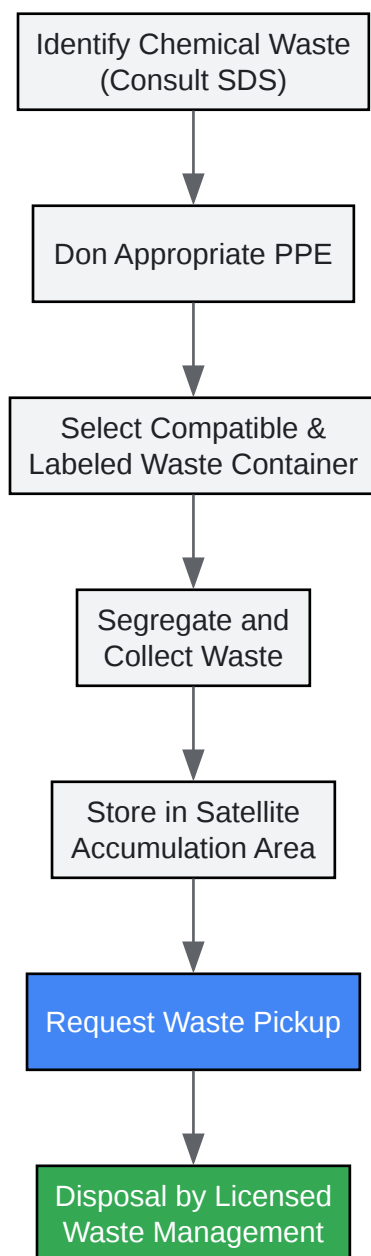 Identify Chemical Waste
(Consult SDS)
Don Appropriate PPE
Select Compatible &
Labeled Waste Container
Segregate and
Collect Waste
Store in Satellite
Accumulation Area
Request Waste Pickup
Disposal by Licensed
Waste Management